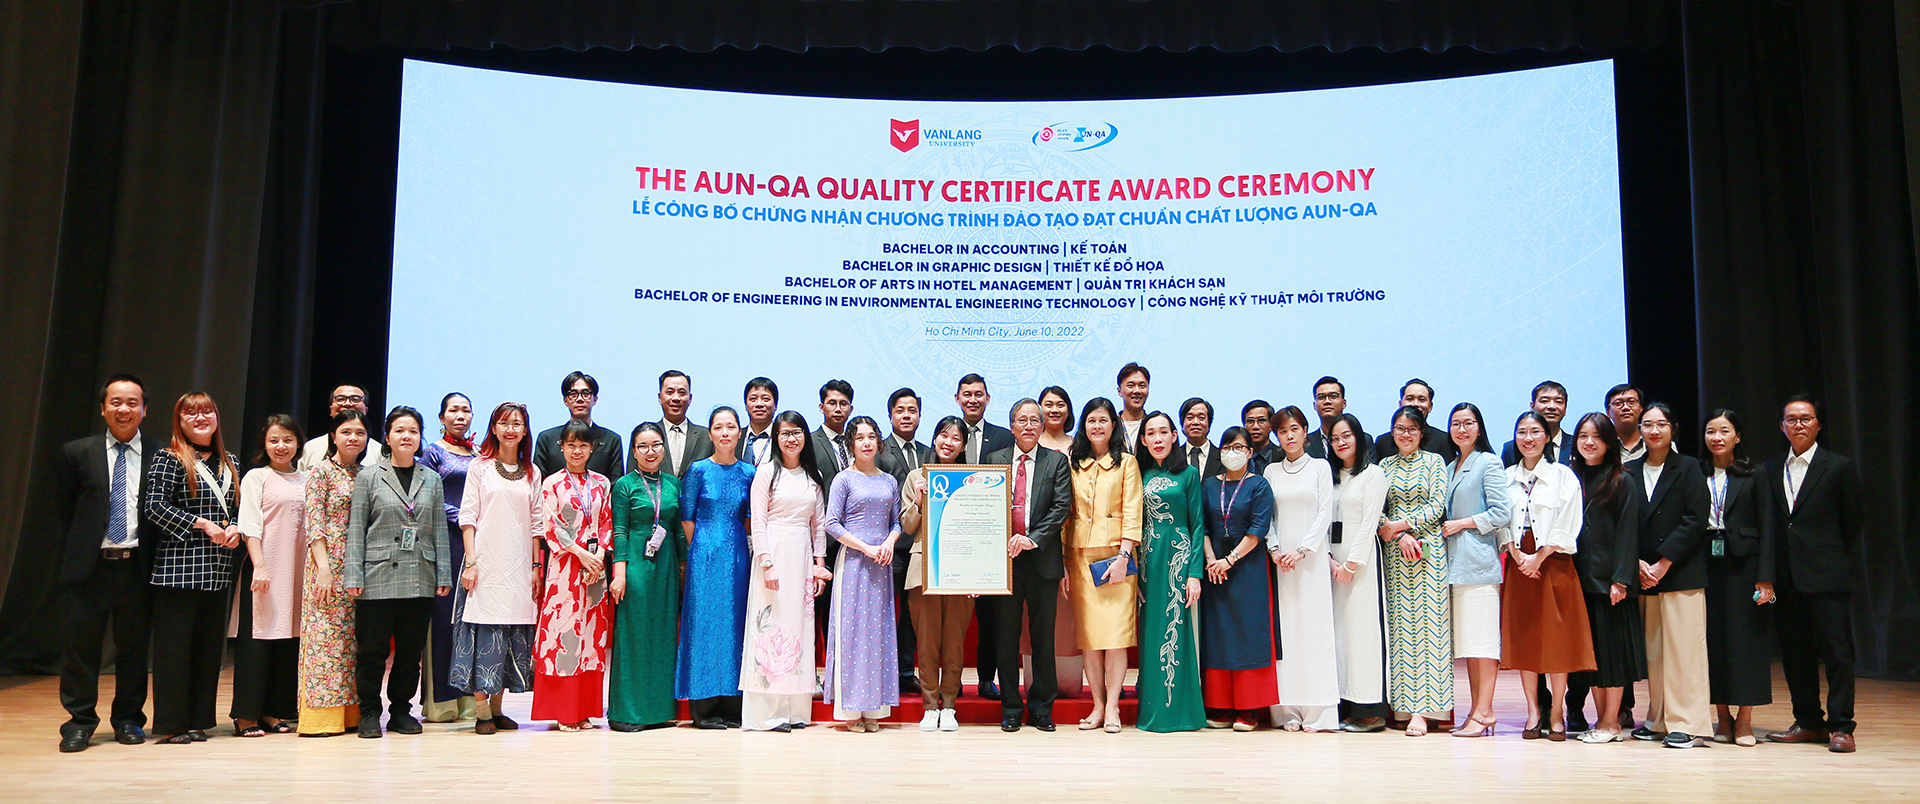 VANLANG
UNIVERSITY
AUN-QA
THE AUN-QA QUALITY CERTIFICATE AWARD CEREMONY
LỄ CÔNG BỐ CHỨNG NHẬN CHƯƠNG TRÌNH ĐÀO TẠO ĐẠT CHUẨN CHẤT LƯỢNG AUN-QA
BACHELOR IN ACCOUNTING | KẾ TOÁN
BACHELOR IN GRAPHIC DESIGN | THIẾT KẾ ĐỒ HỌA
BACHELOR OF ARTS IN HOTEL MANAGEMENT | QUẢN TRỊ KHÁCH SẠN
BACHELOR OF ENGINEERING IN ENVIRONMENTAL ENGINEERING TECHNOLOGY | CÔNG NGHỆ KỸ THUẬT MÔI TRƯỜNG
Ho Chi Minh City, June 10, 2022